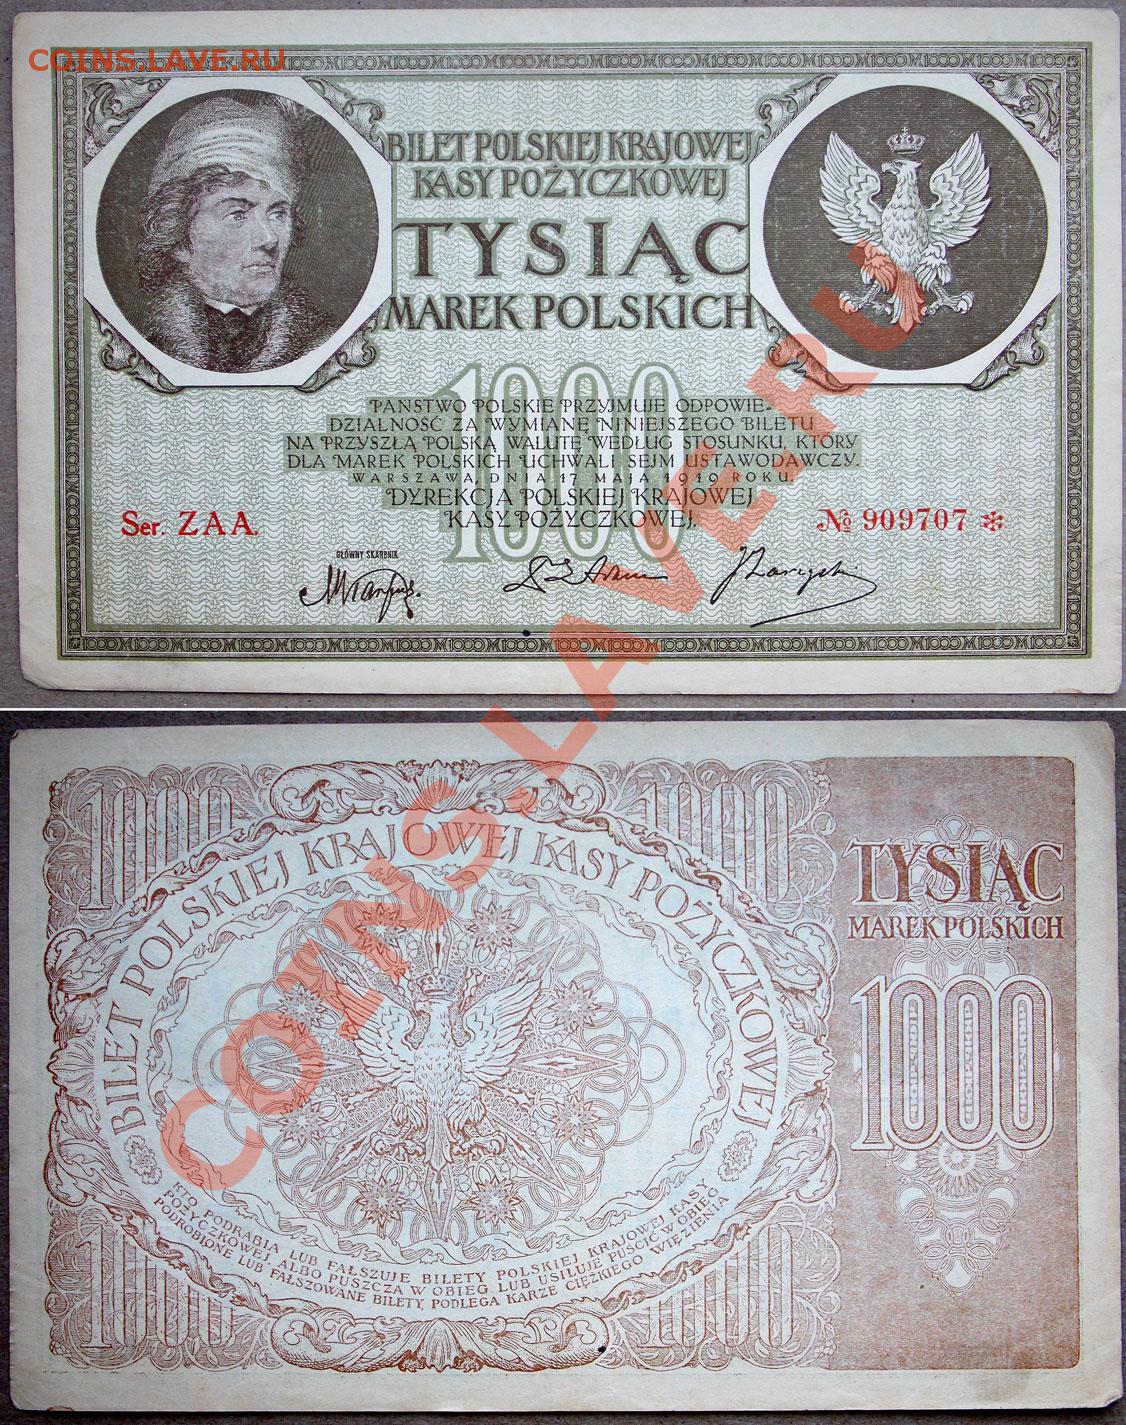 COINS.LAVE.RU
BILET POLSKIEJ KRAJOWEJ
KASY POŻYCZKOWEJ
TYSIĄC
MAREK POLSKICH
1000
PAŃSTWO POLSKIE PRZYJMUJE ODPOWIE-
DZIALNOŚĆ ZA WYMIANĘ NINIEJSZEGO BILETU
NA PRZYSZŁĄ POLSKĄ WALUTĘ WEDŁUG STOSUNKU, KTÓRY
DLA MAREK POLSKICH UCHWALI SEJM USTAWODAWCZY.
WARSZAWA, DNIA 17 MAJA 1919 ROKU.
DYREKCJA POLSKIEJ KRAJOWEJ
KASY POŻYCZKOWEJ.
Ser. ZAA.
№ 909707 *
GŁÓWNY SKARBNIK
COINS.LAVE.RU
1000
1000
BILET POLSKIEJ KRAJOWEJ KASY POŻYCZKOWEJ
KTO PODRABIA LUB FAŁSZUJE BILETY POLSKIEJ KRAJOWEJ KASY
POŻYCZKOWEJ, ALBO PUSZCZA W OBIEG LUB USIŁUJE PUŚCIĆ W OBIEG
PODROBIONE LUB FAŁSZOWANE BILETY, PODLEGA KARZE CIĘŻKIEGO WIĘZIENIA
1000
1000
TYSIĄC
MAREK POLSKICH
1000